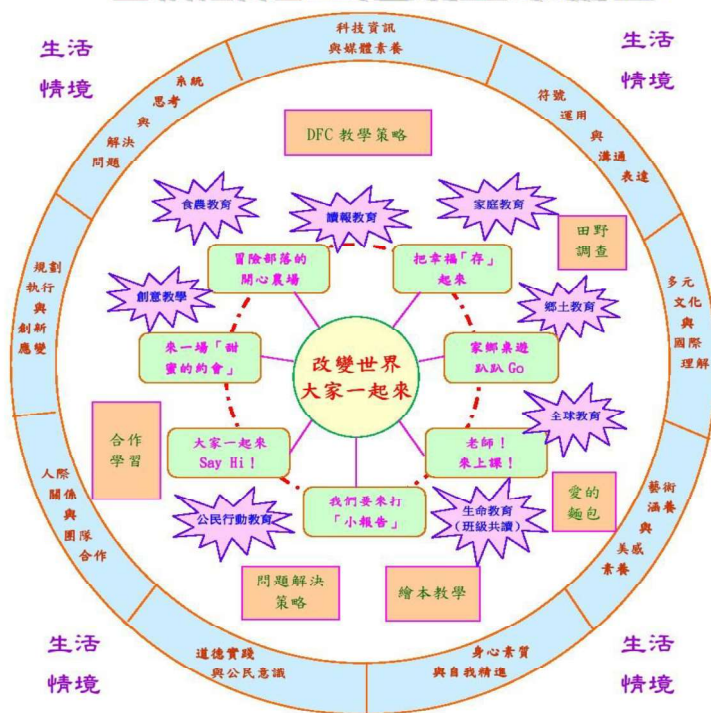 生活
情境
生活
情境
科技資訊
與媒體素養
系統
思考
與
解決
問題
符號
運用
與
溝通
表達
DFC 教學策略
食農教育
讀報教育
家庭教育
田野
調查
規劃
執行
與
創新
應變
冒險部落的
開心農場
把幸福「存」
起來
創意教學
鄉土教育
多元
文化
與
國際
理解
來一場「甜
蜜的約會」
改變世界
大家一起來
家鄉桌遊
趴趴 Go
全球教育
合作
學習
大家一起來
Say Hi!
老師!
來上課!
人際
關係
與
團隊
合作
我們要來打
「小報告」
愛的
麵包
藝術
涵養
與
美感
素養
公民行動教育
生命教育
(班級共讀)
問題解決
策略
繪本教學
生活
情境
道德實踐
與公民意識
身心素質
與自我精進
生活
情境